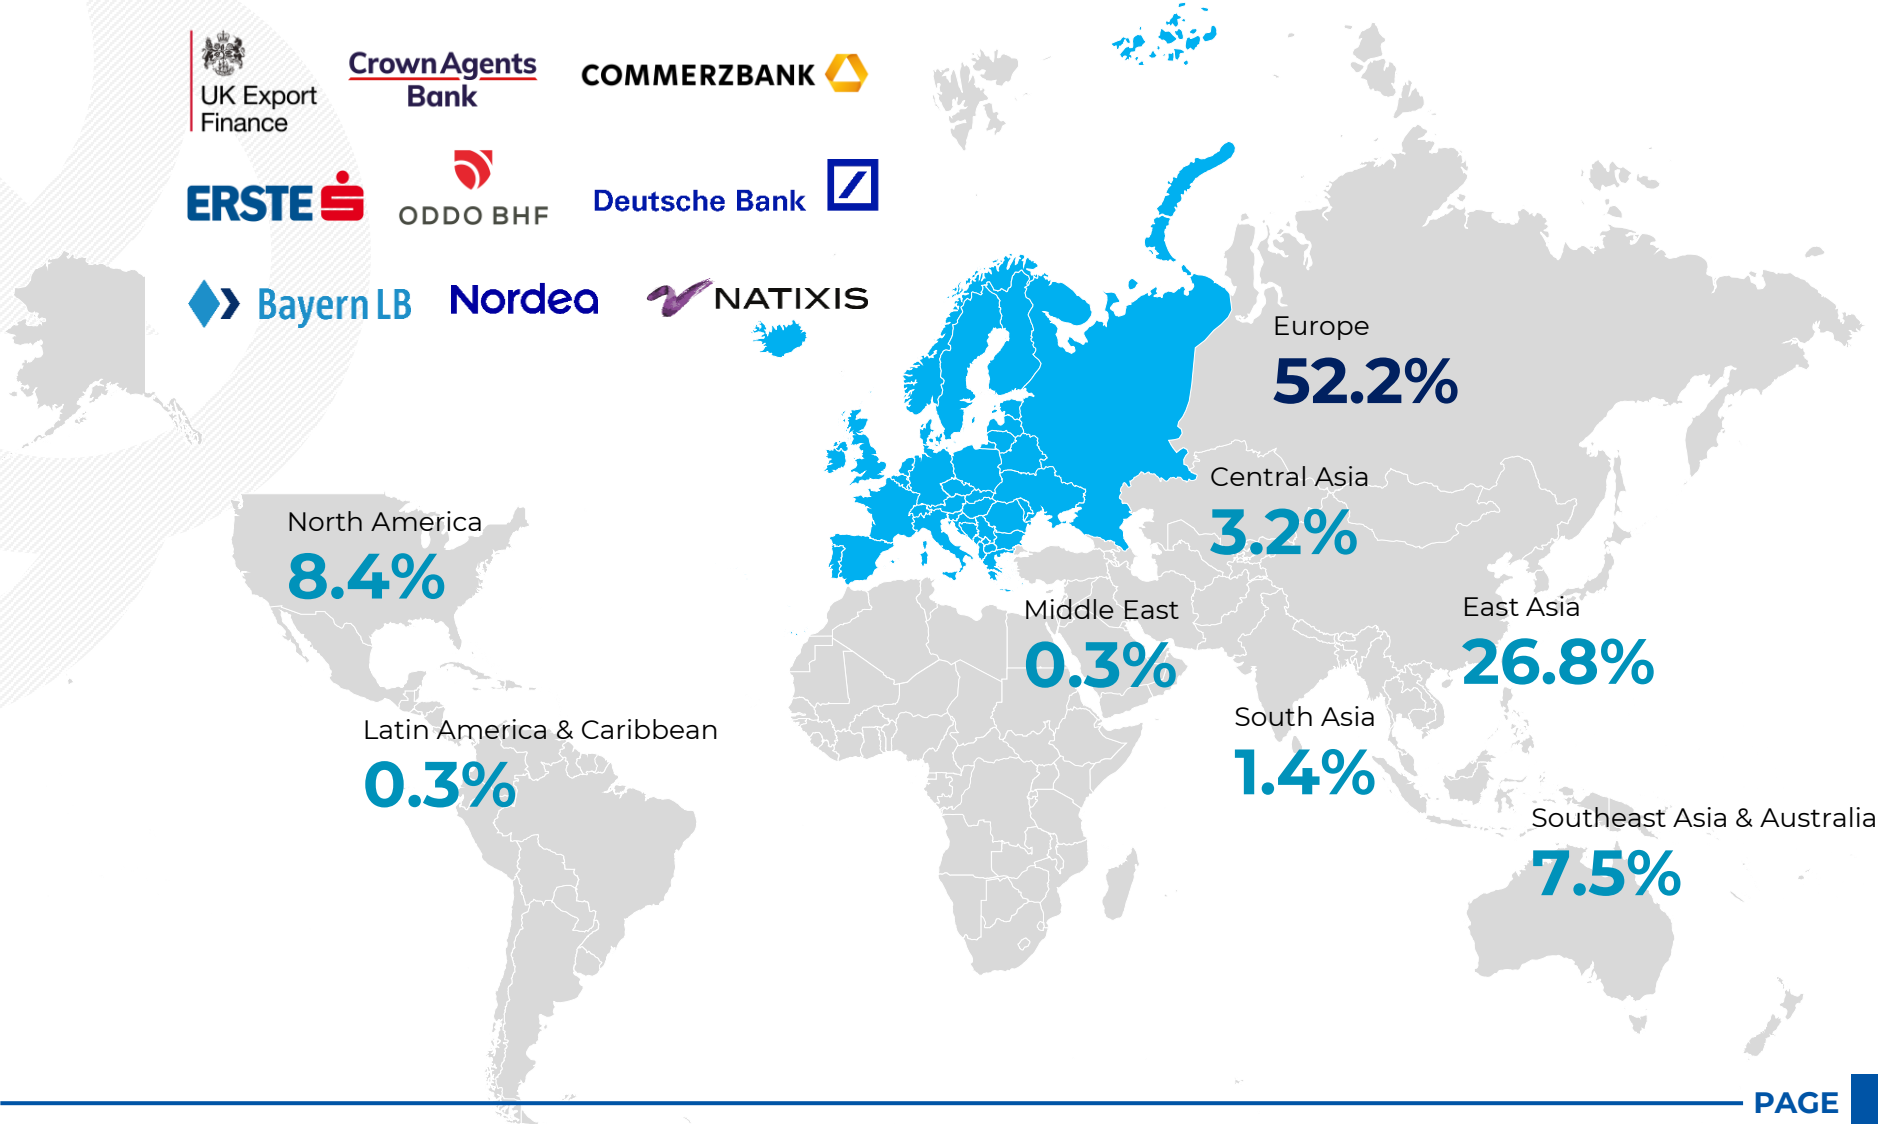 UK Export
Finance
Crown Agents
Bank
COMMERZBANK
ERSTE
ODDO BHF
Deutsche Bank
Bayern LB
Nordea
NATIXIS
Europe
52.2%
Central Asia
3.2%
North America
8.4%
Middle East
0.3%
East Asia
26.8%
Latin America & Caribbean
0.3%
South Asia
1.4%
Southeast Asia & Australia
7.5%
PAGE